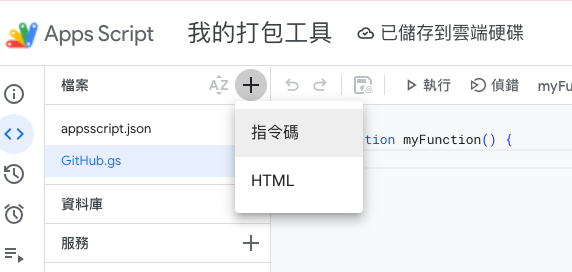 Apps Script 我的打包工具 已儲存到雲端硬碟
檔案 AZ 執行 偵錯 myFu
appsscript.json 指令碼
GitHub.gs tion myFunction() {
HTML
資料庫
服務